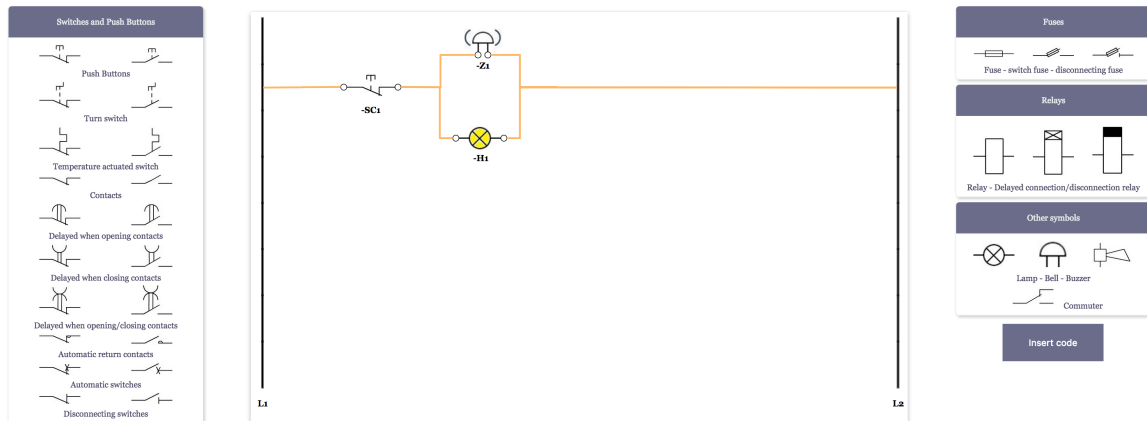 Switches and Push Buttons
Push Buttons
Turn switch
Temperature actuated switch
Contacts
Delayed when opening contacts
Delayed when closing contacts
Delayed when opening/closing contacts
Automatic return contacts
Automatic switches
Disconnecting switches
-Z1
-SC1
-H1
L1
L2
Fuses
Fuse - switch fuse - disconnecting fuse
Relays
Relay - Delayed connection/disconnection relay
Other symbols
Lamp - Bell - Buzzer
Commuter
Insert code